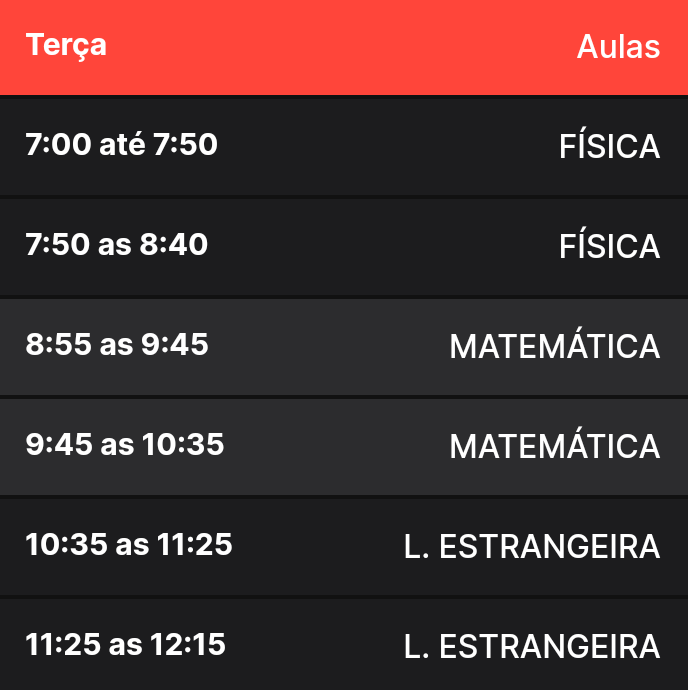 Terça Aulas
7:00 até 7:50 FÍSICA
7:50 as 8:40 FÍSICA
8:55 as 9:45 MATEMÁTICA
9:45 as 10:35 MATEMÁTICA
10:35 as 11:25 L. ESTRANGEIRA
11:25 as 12:15 L. ESTRANGEIRA